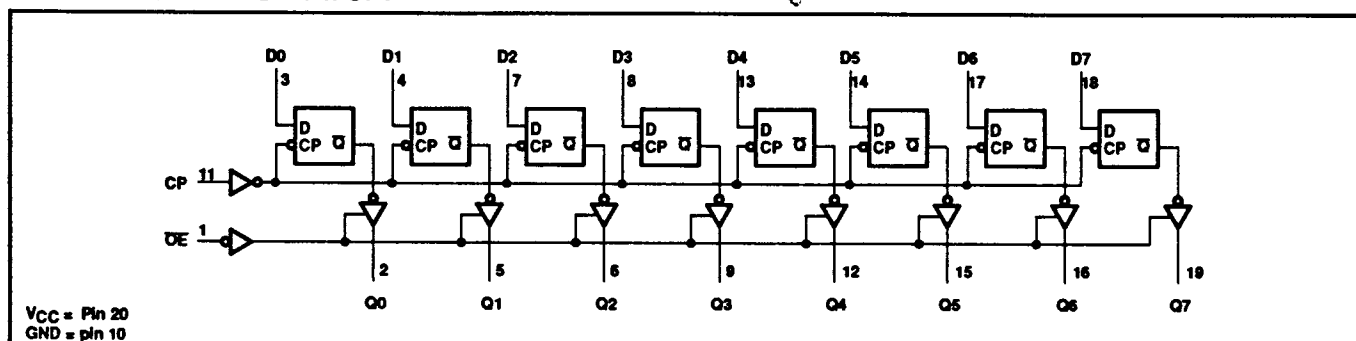 D0 D1 D2 D3 D4 D5 D6 D7
3 4 7 8 13 14 17 18
D D D D D D D D
CP Q̅ CP Q̅ CP Q̅ CP Q̅ CP Q̅ CP Q̅ CP Q̅ CP Q̅
CP 11
O̅E̅ 1
2 5 6 9 12 15 16 19
Q0 Q1 Q2 Q3 Q4 Q5 Q6 Q7
VCC = Pin 20
GND = pin 10